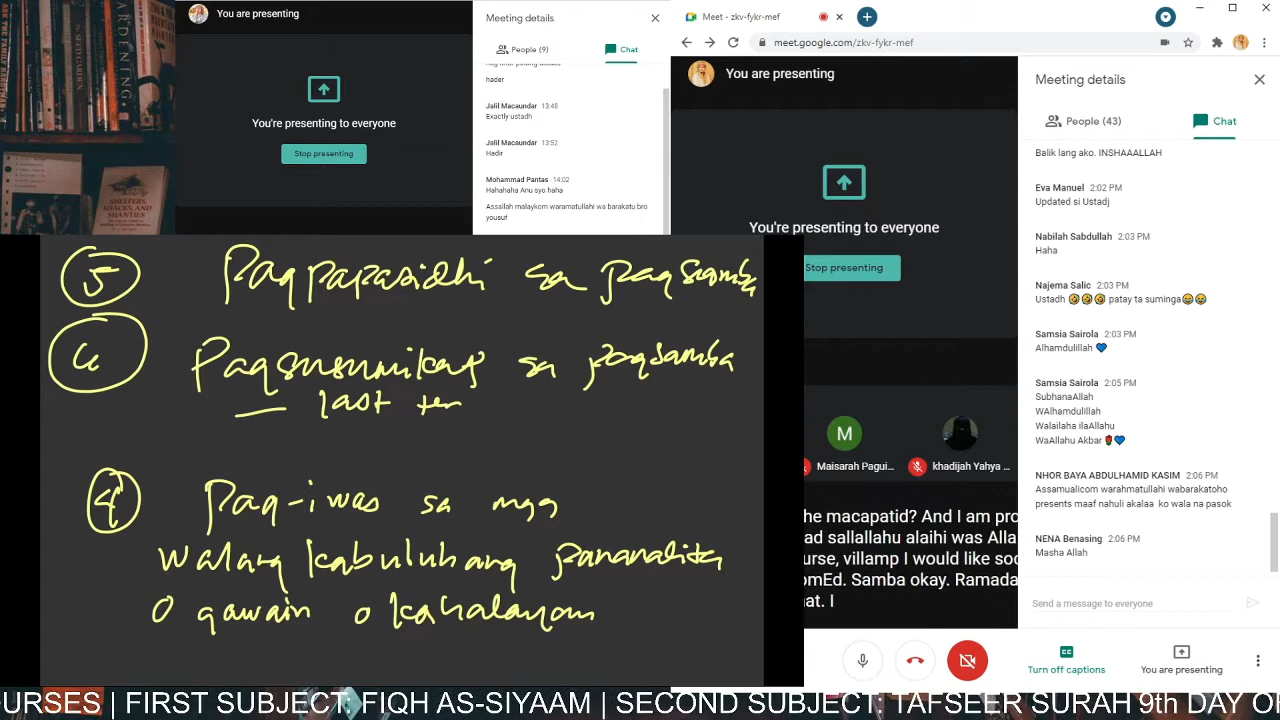 You are presenting
You're presenting to everyone
Stop presenting
SHELTERS,
SHACKS, AND
SHANTIES
Meeting details
People (9)
Chat
hader
Jalil Macaundar 13:48
Exactly ustadh
Jalil Macaundar 13:52
Hadir
Mohammad Pantas 14:02
Hahahaha Anu syo haha
Assallah malaykom waramatullahi wa barakatu bro
yousuf
Meet - zkv-fykr-mef
meet.google.com/zkv-fykr-mef
You are presenting
You're presenting to everyone
Stop presenting
Meeting details
People (43)
Chat
Balik lang ako. INSHAAALLAH
Eva Manuel 2:02 PM
Updated si Ustadj
Nabilah Sabdullah 2:03 PM
Haha
Najema Salic 2:03 PM
Ustadh 🤣🤣🤣 patay ta suminga😂😂
Samsia Sairola 2:03 PM
Alhamdulillah 💙
Samsia Sairola 2:05 PM
SubhanaAllah
WAlhamdulillah
Walailaha ilaAllahu
WaAllahu Akbar 🌹💙
NHOR BAYA ABDULHAMID KASIM 2:06 PM
Assamualicom warahmatullahi wabarakatoho
presents maaf nahuli akalaa ko wala na pasok
NENA Benasing 2:06 PM
Masha Allah
Send a message to everyone
5 Pagpapasidhi sa pagsamba
Pagsusumikap sa pagsamba
last ten
Pag-iwas sa mga
walang kabuluhang pananalita
O gawain o kahalayan
M
Maisarah Pagui...
khadijah Yahya ...
he macapatid? And I am pro
ad sallallahu alaihi was Alla
urse, villamp I would like soc
omEd. Samba okay. Ramada
at. I
Turn off captions
You are presenting
URSES | FIRST SUBJECT: FIQH AS-SIYAM | SECOND SUBJECT: TAFSEER SURAH 9TH DAY OF